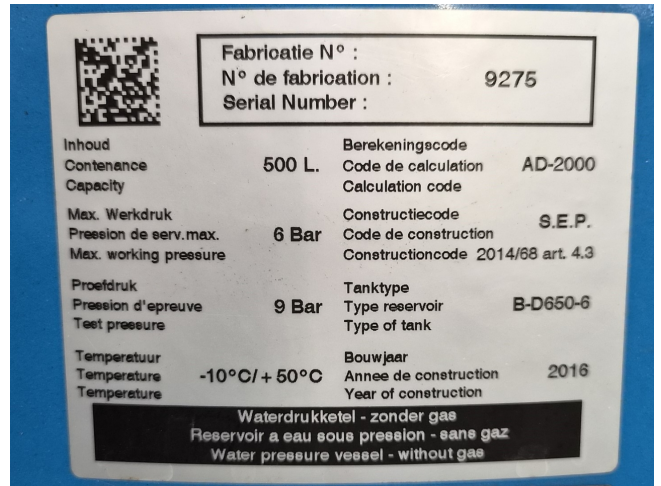 Fabricatie Nº :
Nº de fabrication : 9275
Serial Number :
Inhoud
Contenance 500 L.
Capacity
Berekeningscode
Code de calculation AD-2000
Calculation code
Max. Werkdruk
Pression de serv.max. 6 Bar
Max. working pressure
Constructiecode
Code de construction S.E.P.
Constructioncode 2014/68 art. 4.3
Proefdruk
Pression d'epreuve 9 Bar
Test pressure
Tanktype
Type reservoir B-D650-6
Type of tank
Temperatuur
Temperature -10°C/+50°C
Temperature
Bouwjaar
Annee de construction 2016
Year of construction
Waterdrukketel - zonder gas
Reservoir a eau sous pression - sans gaz
Water pressure vessel - without gas